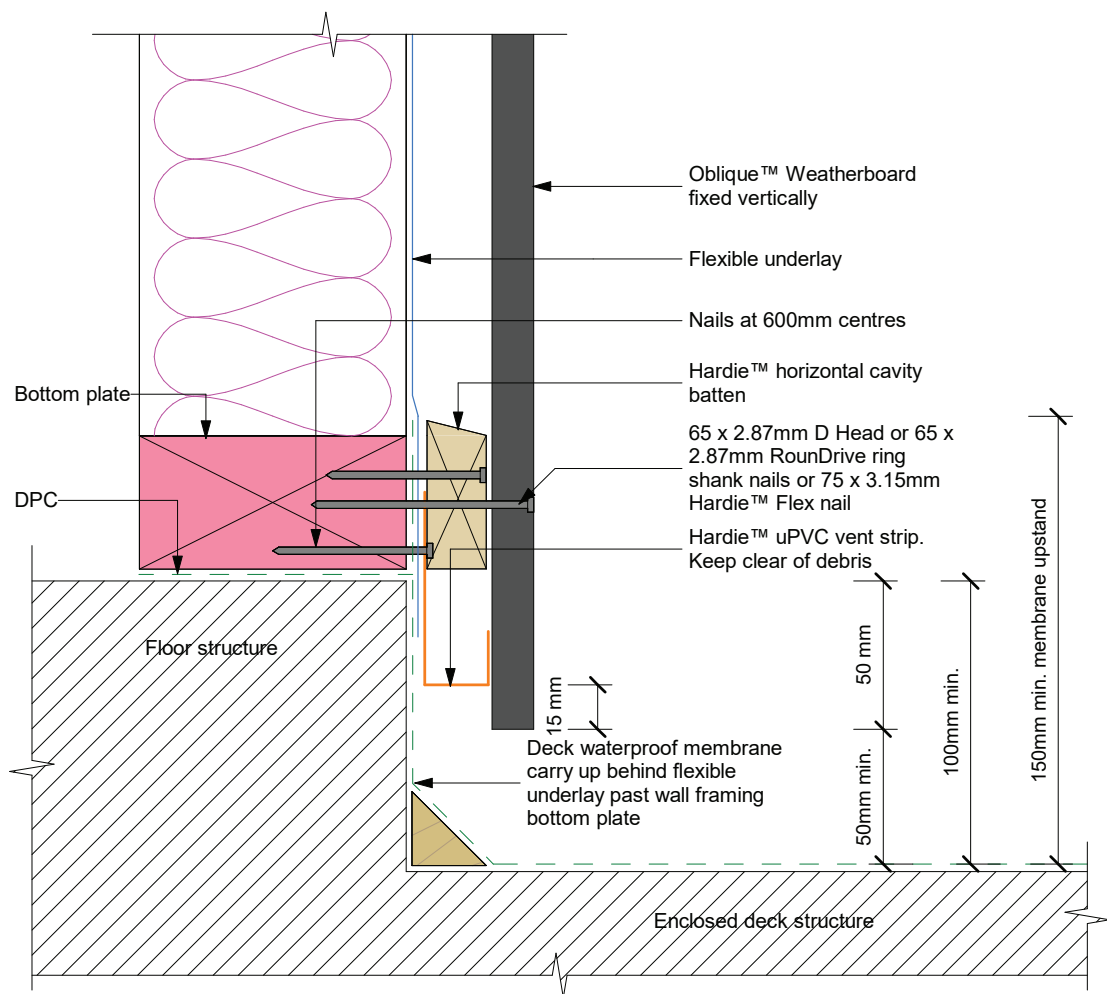 Oblique™ Weatherboard
fixed vertically
Flexible underlay
Nails at 600mm centres
Hardie™ horizontal cavity
batten
Bottom plate
65 x 2.87mm D Head or 65 x
2.87mm RounDrive ring
shank nails or 75 x 3.15mm
Hardie™ Flex nail
DPC
Hardie™ uPVC vent strip.
Keep clear of debris
Floor structure
15 mm
50 mm
50mm min.
100mm min.
150mm min. membrane upstand
Deck waterproof membrane
carry up behind flexible
underlay past wall framing
bottom plate
Enclosed deck structure